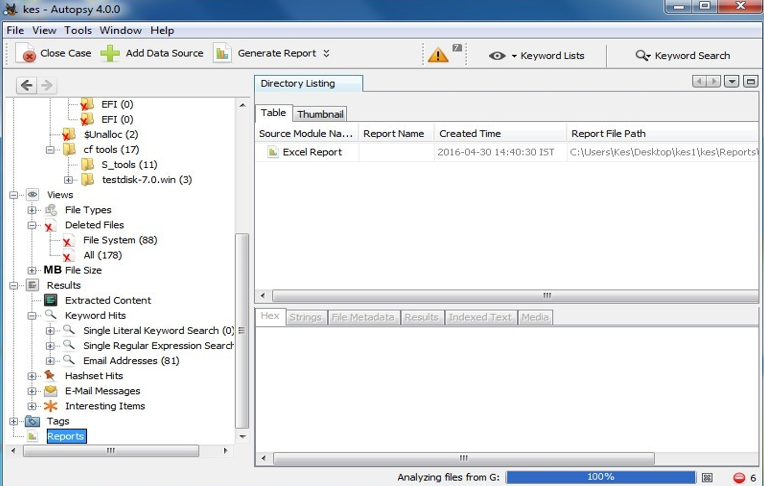 kes - Autopsy 4.0.0
File View Tools Window Help
Close Case Add Data Source Generate Report 7 Keyword Lists Keyword Search
Directory Listing
EFI (0)
EFI (0)
$Unalloc (2)
cf tools (17)
S_tools (11)
testdisk-7.0.win (3)
Views
File Types
Deleted Files
File System (88)
All (178)
MB File Size
Results
Extracted Content
Keyword Hits
Single Literal Keyword Search (0)
Single Regular Expression Search
Email Addresses (81)
Hashset Hits
E-Mail Messages
Interesting Items
Tags
Reports
Table Thumbnail
Source Module Na... Report Name Created Time Report File Path
Excel Report 2016-04-30 14:40:30 IST C:\Users\Kes\Desktop\kes1\kes\Reports\
Hex Strings File Metadata Results Indexed Text Media
Analyzing files from G: 100% 6